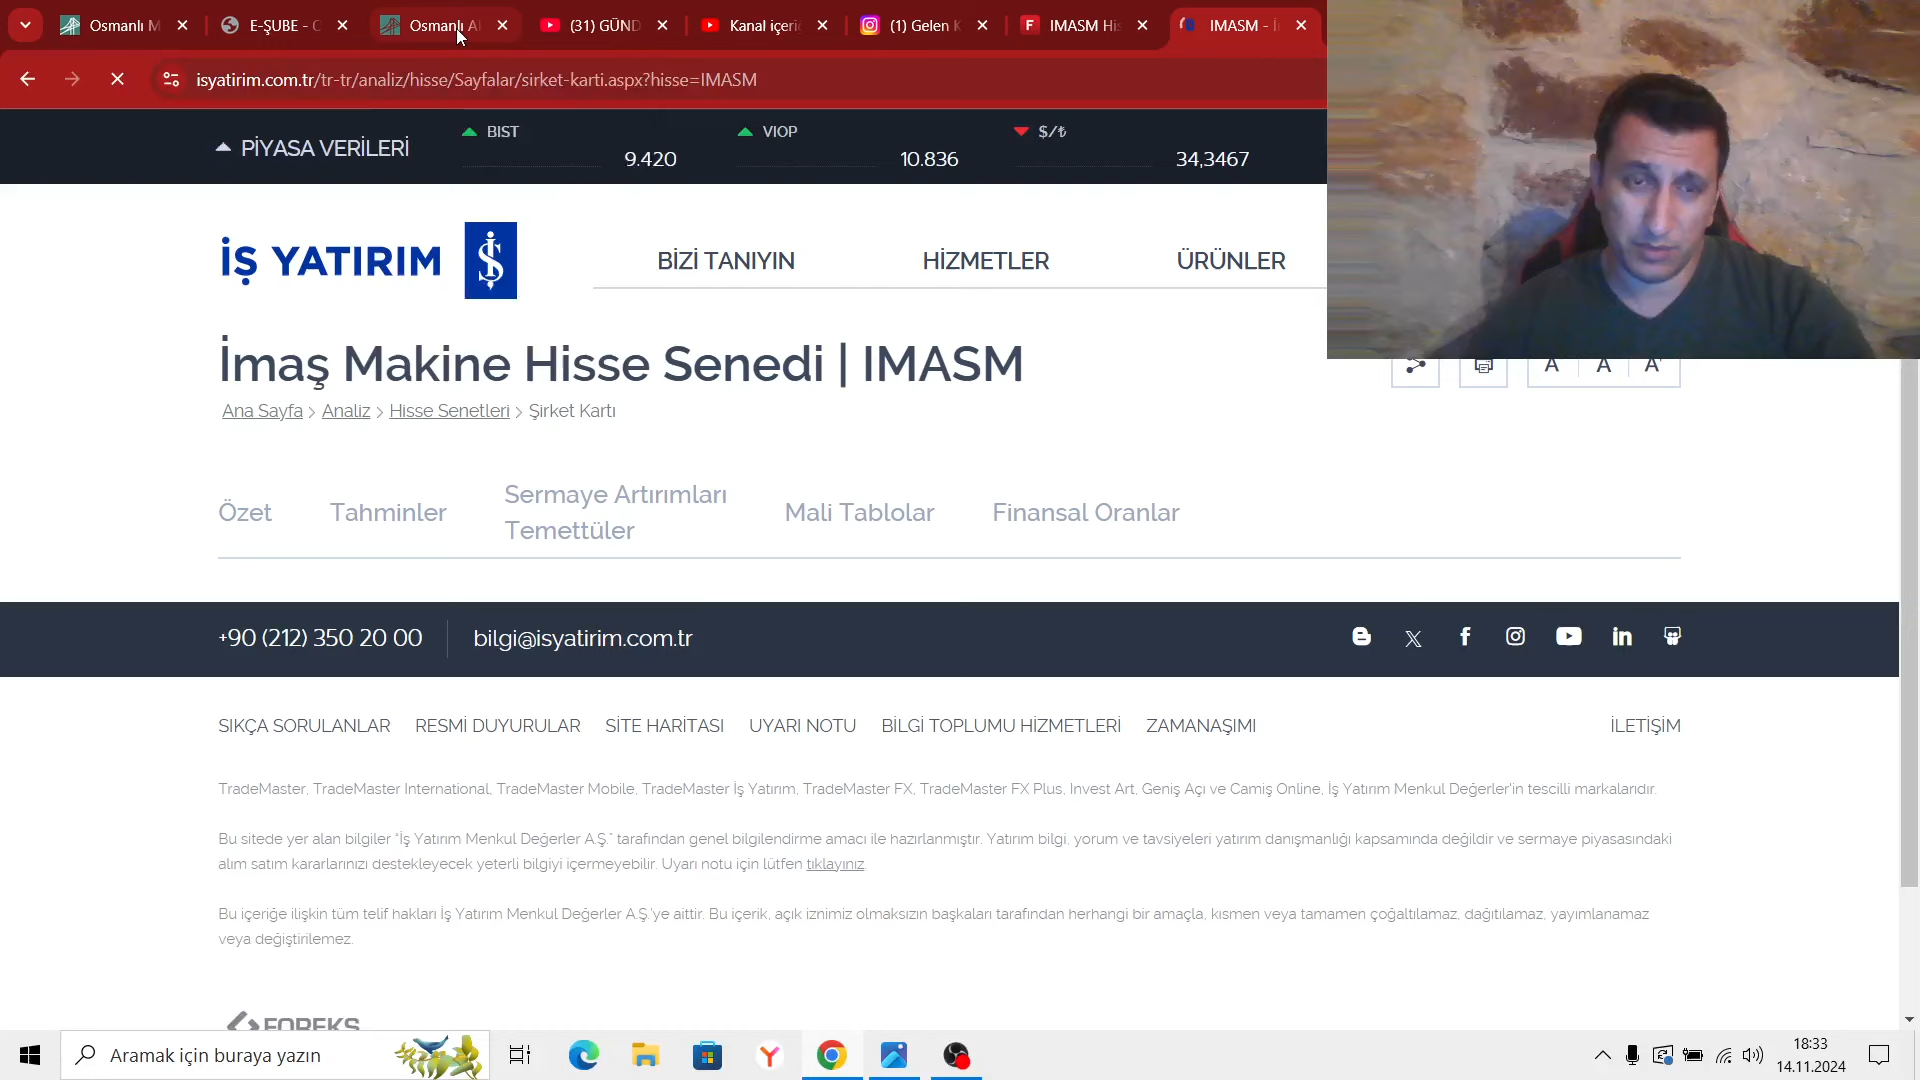 Osmanlı M
E-ŞUBE - O
Osmanlı Al
(31) GÜND
Kanal içeriğ
(1) Gelen K
IMASM His
IMASM - İ
isyatirim.com.tr/tr-tr/analiz/hisse/Sayfalar/sirket-karti.aspx?hisse=IMASM
PİYASA VERİLERİ
BIST
9.420
VIOP
10.836
$/₺
34,3467
İŞ YATIRIM
BİZİ TANIYIN
HİZMETLER
ÜRÜNLER
İmaş Makine Hisse Senedi | IMASM
A A A+
Ana Sayfa > Analiz > Hisse Senetleri > Şirket Kartı
Özet
Tahminler
Sermaye Artırımları
Temettüler
Mali Tablolar
Finansal Oranlar
+90 (212) 350 20 00
bilgi@isyatirim.com.tr
SIKÇA SORULANLAR RESMİ DUYURULAR SİTE HARİTASI UYARI NOTU BİLGİ TOPLUMU HİZMETLERİ ZAMANAŞIMI İLETİŞİM
TradeMaster, TradeMaster International, TradeMaster Mobile, TradeMaster İş Yatırım, TradeMaster FX, TradeMaster FX Plus, Invest Art, Geniş Açı ve Camiş Online, İş Yatırım Menkul Değerler'in tescilli markalarıdır.
Bu sitede yer alan bilgiler "İş Yatırım Menkul Değerler A.Ş." tarafından genel bilgilendirme amacı ile hazırlanmıştır. Yatırım bilgi, yorum ve tavsiyeleri yatırım danışmanlığı kapsamında değildir ve sermaye piyasasındaki
alım satım kararlarınızı destekleyecek yeterli bilgiyi içermeyebilir. Uyarı notu için lütfen tıklayınız.
Bu içeriğe ilişkin tüm telif hakları İş Yatırım Menkul Değerler A.Ş.'ye aittir. Bu içerik, açık iznimiz olmaksızın başkaları tarafından herhangi bir amaçla, kısmen veya tamamen çoğaltılamaz, dağıtılamaz, yayımlanamaz
veya değiştirilemez.
FOREKS
Aramak için buraya yazın
18:33
14.11.2024